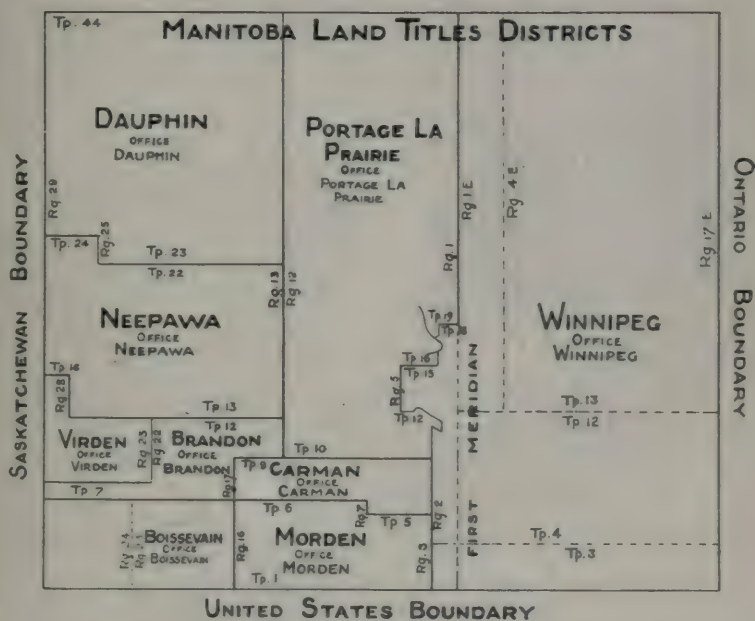 Tp. 44
MANITOBA LAND TITLES DISTRICTS
DAUPHIN
OFFICE
DAUPHIN
PORTAGE LA
PRAIRIE
OFFICE
PORTAGE LA
PRAIRIE
Rg. 29
Rg. 1 E
Rg. 4 E
Rg. 17 E
SASKATCHEWAN BOUNDARY
ONTARIO BOUNDARY
Tp. 24
Rg. 25
Tp. 23
Tp. 22
Rg. 13
Rg. 12
Rg. 1
NEEPAWA
OFFICE
NEEPAWA
Tp 19
Tp 18
WINNIPEG
OFFICE
WINNIPEG
Tp 16
Tp 15
Rg. 5
Tp. 12
FIRST MERIDIAN
Tp. 13
Tp. 12
Rg. 28
Tp. 13
Tp. 12
VIRDEN
OFFICE
VIRDEN
Rg. 23
Rg. 22
BRANDON
OFFICE
BRANDON
Tp. 10
Tp 9
Rg. 17
CARMAN
OFFICE
CARMAN
Tp. 7
Tp. 6
Rg. 7
Tp. 5
Rg. 2
BOISSEVAIN
OFFICE
BOISSEVAIN
Rg. 16
MORDEN
OFFICE
MORDEN
Rg. 3
Tp. 4
Tp. 3
Tp. 1
UNITED STATES BOUNDARY